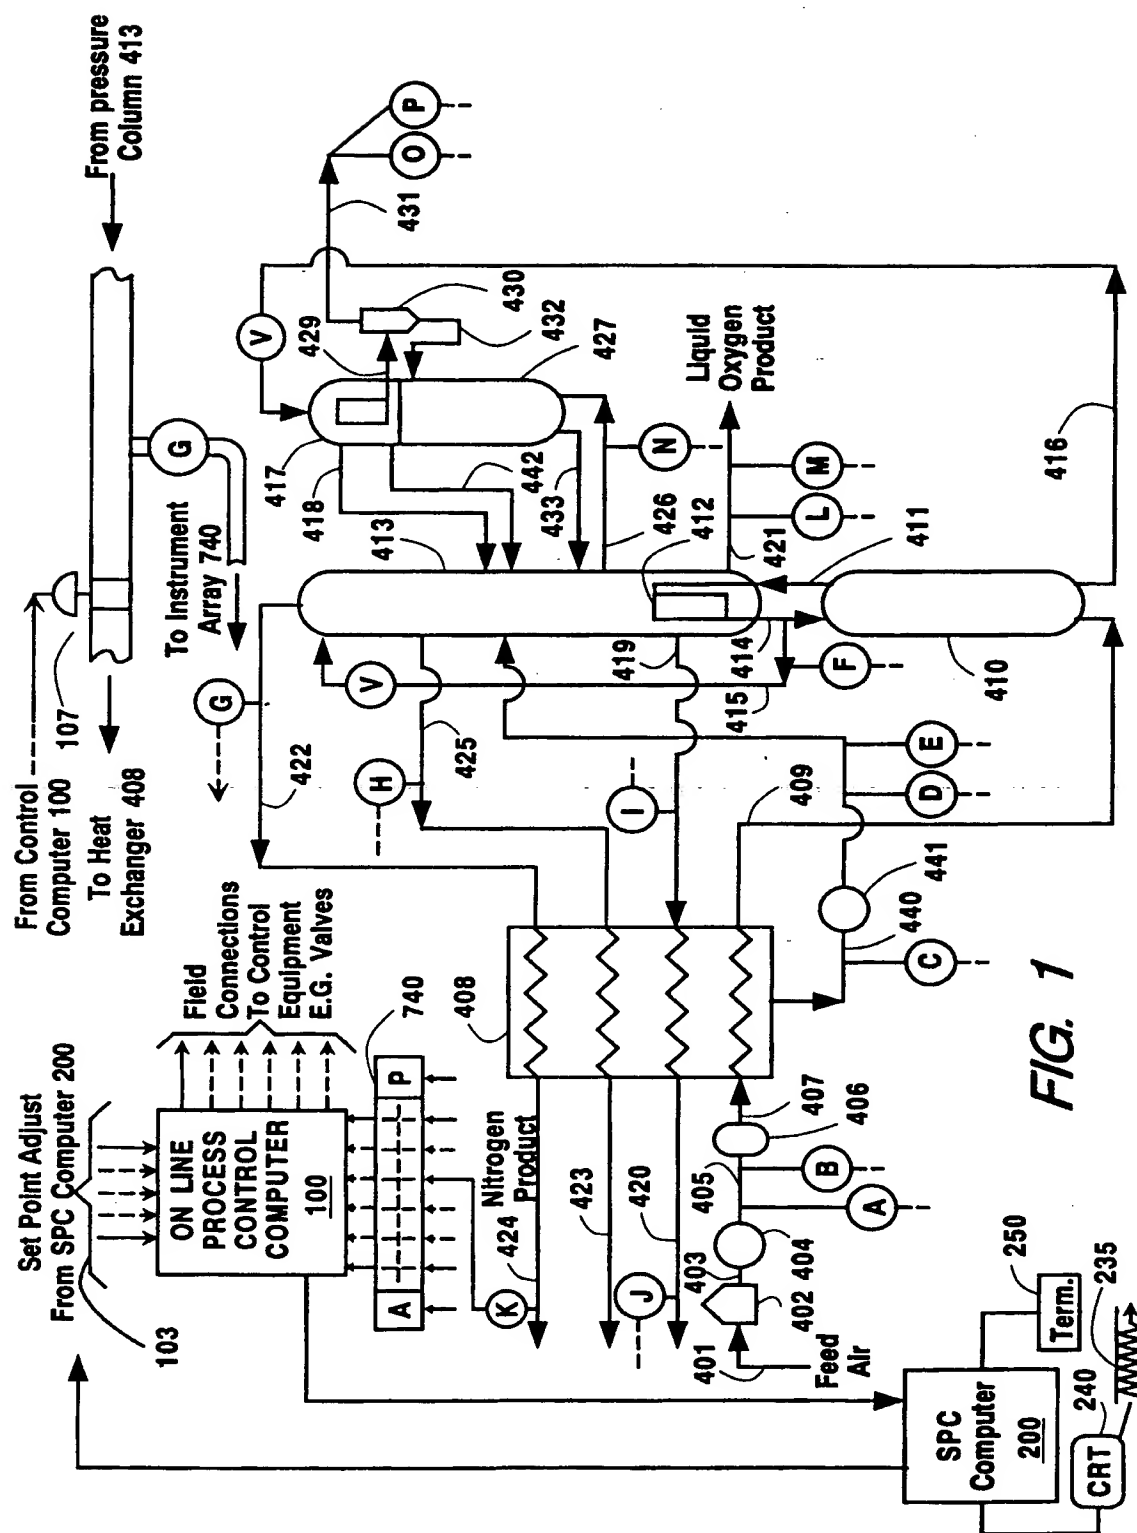 Set Point Adjust
From SPC Computer 200
103
ON LINE
PROCESS
CONTROL
COMPUTER
100
Field
Connections
To Control
Equipment
E.G. Valves
From Control
Computer 100
107
To Heat
Exchanger 408
From pressure
Column 413
G
To Instrument
Array 740
A
P
740
K
Nitrogen
Product
424
423
420
J
408
422
G
H
425
I
V
415
419
414
F
413
417
418
442
433
426
412
421
411
410
416
V
429
430
432
427
431
O
P
N
Liquid
Oxygen
Product
L
M
401
Feed
Air
402
403
404
405
406
407
A
B
C
440
441
409
D
E
SPC
Computer
200
250
Term.
240
235
CRT
FIG. 1